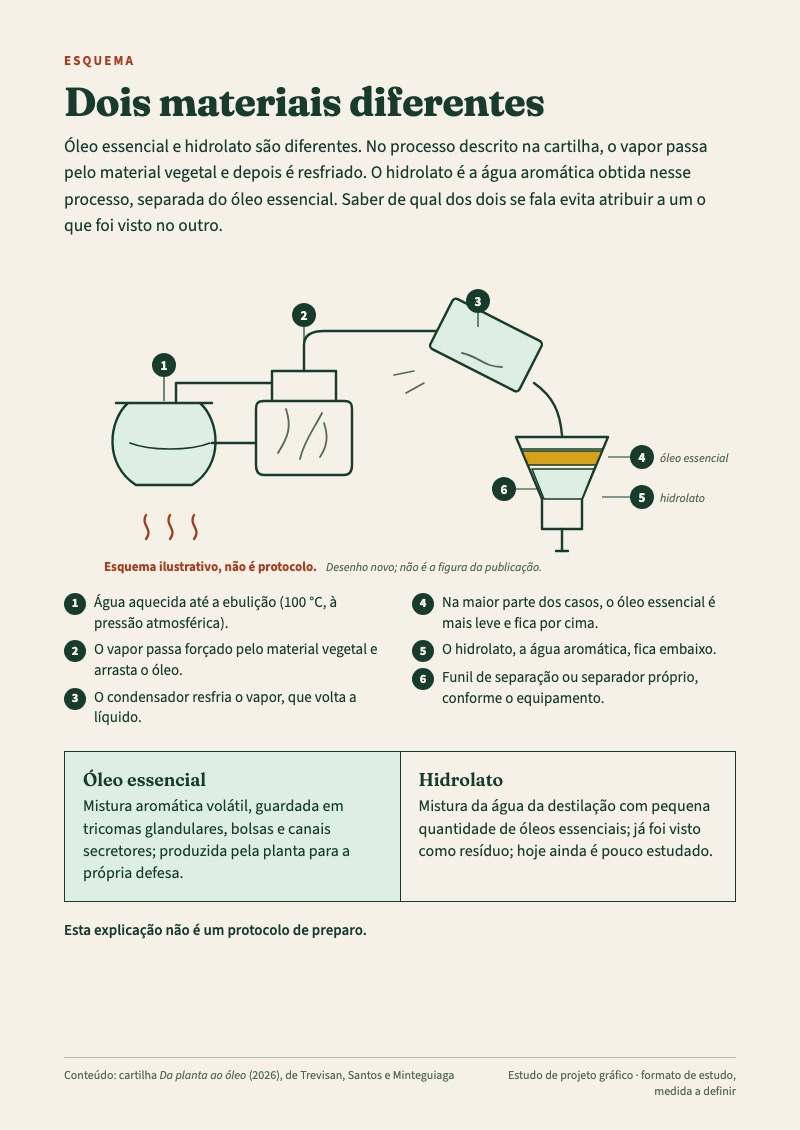 ESQUEMA
Dois materiais diferentes
Óleo essencial e hidrolato são diferentes. No processo descrito na cartilha, o vapor passa
pelo material vegetal e depois é resfriado. O hidrolato é a água aromática obtida nesse
processo, separada do óleo essencial. Saber de qual dos dois se fala evita atribuir a um o
que foi visto no outro.
3
2
1
4 óleo essencial
6
5 hidrolato
Esquema ilustrativo, não é protocolo. Desenho novo; não é a figura da publicação.
1 Água aquecida até a ebulição (100 °C, à
pressão atmosférica).
2 O vapor passa forçado pelo material vegetal e
arrasta o óleo.
3 O condensador resfria o vapor, que volta a
líquido.
4 Na maior parte dos casos, o óleo essencial é
mais leve e fica por cima.
5 O hidrolato, a água aromática, fica embaixo.
6 Funil de separação ou separador próprio,
conforme o equipamento.
Óleo essencial
Mistura aromática volátil, guardada em
tricomas glandulares, bolsas e canais
secretores; produzida pela planta para a
própria defesa.
Hidrolato
Mistura da água da destilação com pequena
quantidade de óleos essenciais; já foi visto
como resíduo; hoje ainda é pouco estudado.
Esta explicação não é um protocolo de preparo.
Conteúdo: cartilha Da planta ao óleo (2026), de Trevisan, Santos e Minteguiaga
Estudo de projeto gráfico · formato de estudo,
medida a definir